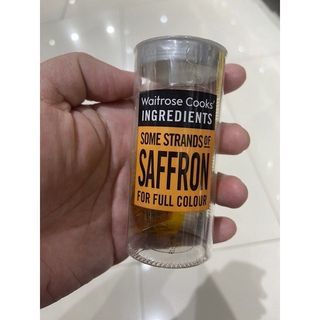 Waitrose Cooks'
INGREDIENTS
SOME STRANDS OF
SAFFRON
FOR FULL COLOUR